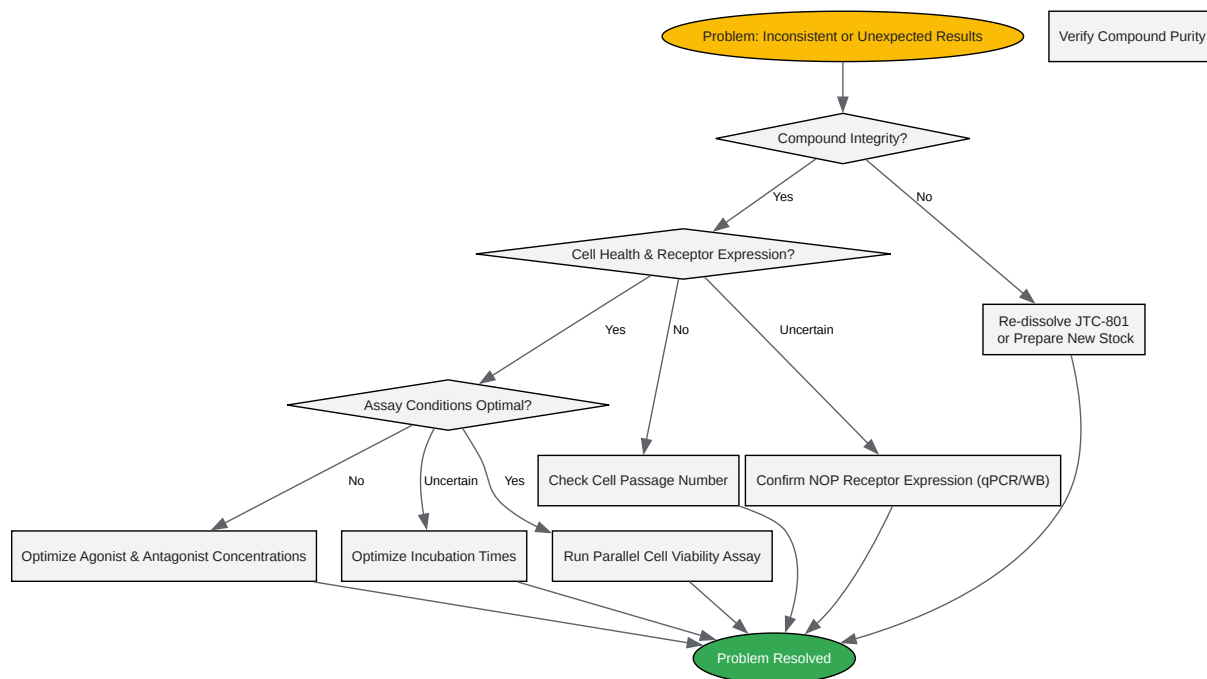 Problem: Inconsistent or Unexpected Results
Verify Compound Purity
Compound Integrity?
Yes
No
Cell Health & Receptor Expression?
Yes
No
Uncertain
Re-dissolve JTC-801
or Prepare New Stock
Assay Conditions Optimal?
No
Uncertain
Yes
Check Cell Passage Number
Confirm NOP Receptor Expression (qPCR/WB)
Optimize Agonist & Antagonist Concentrations
Optimize Incubation Times
Run Parallel Cell Viability Assay
Problem Resolved